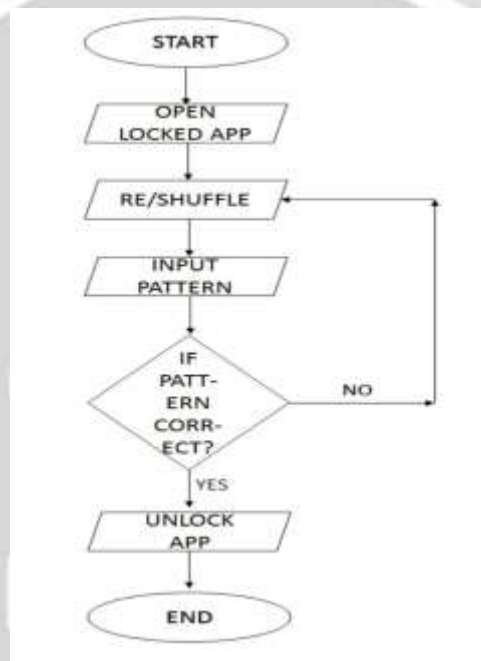 START
OPEN
LOCKED APP
RE/SHUFFLE
INPUT
PATTERN
IF
PATT-
ERN
CORR-
ECT?
NO
YES
UNLOCK
APP
END